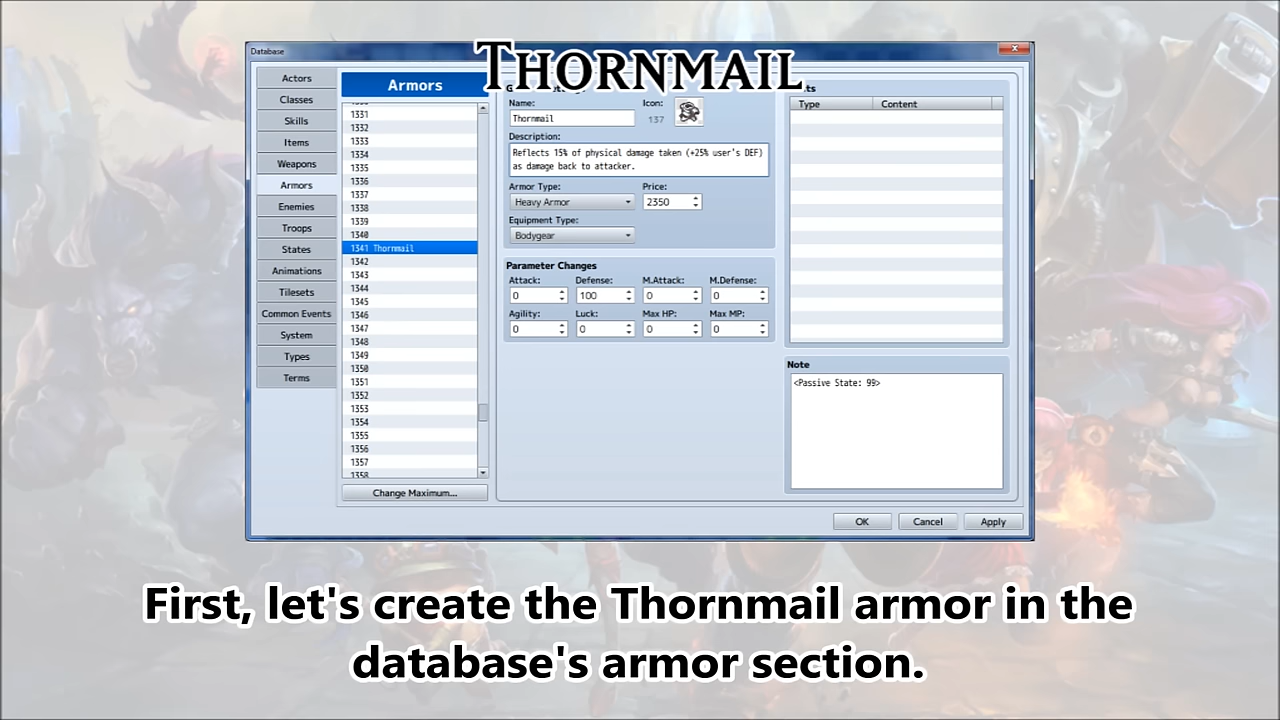 Database
THORNMAIL
Actors
Classes
Skills
Items
Weapons
Armors
Enemies
Troops
States
Animations
Tilesets
Common Events
System
Types
Terms
Armors
1331
1332
1333
1334
1335
1336
1337
1338
1339
1340
1341 Thornmail
1342
1343
1344
1345
1346
1347
1348
1349
1350
1351
1352
1353
1354
1355
1356
1357
1358
Change Maximum...
Name:
Icon:
Thornmail
137
Description:
Reflects 15% of physical damage taken (+25% user's DEF)
as damage back to attacker.
Armor Type:
Price:
Heavy Armor
2350
Equipment Type:
Bodygear
Parameter Changes
Attack:
Defense:
M.Attack:
M.Defense:
0
100
0
0
Agility:
Luck:
Max HP:
Max MP:
0
0
0
0
Type
Content
Note
<Passive State: 99>
OK
Cancel
Apply
First, let's create the Thornmail armor in the
database's armor section.